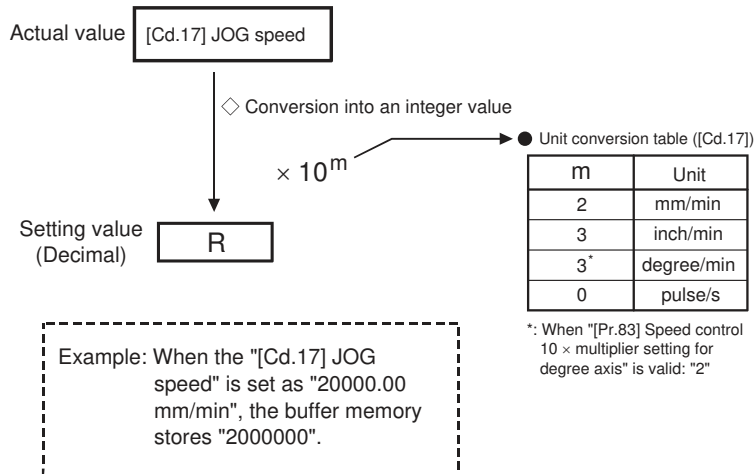 Actual value
[Cd.17] JOG speed
◇ Conversion into an integer value
× 10^m
Setting value
(Decimal)
R
● Unit conversion table ([Cd.17])
m Unit
2 mm/min
3 inch/min
3* degree/min
0 pulse/s
*: When "[Pr.83] Speed control
10 × multiplier setting for
degree axis" is valid: "2"
Example: When the "[Cd.17] JOG
speed" is set as "20000.00
mm/min", the buffer memory
stores "2000000".